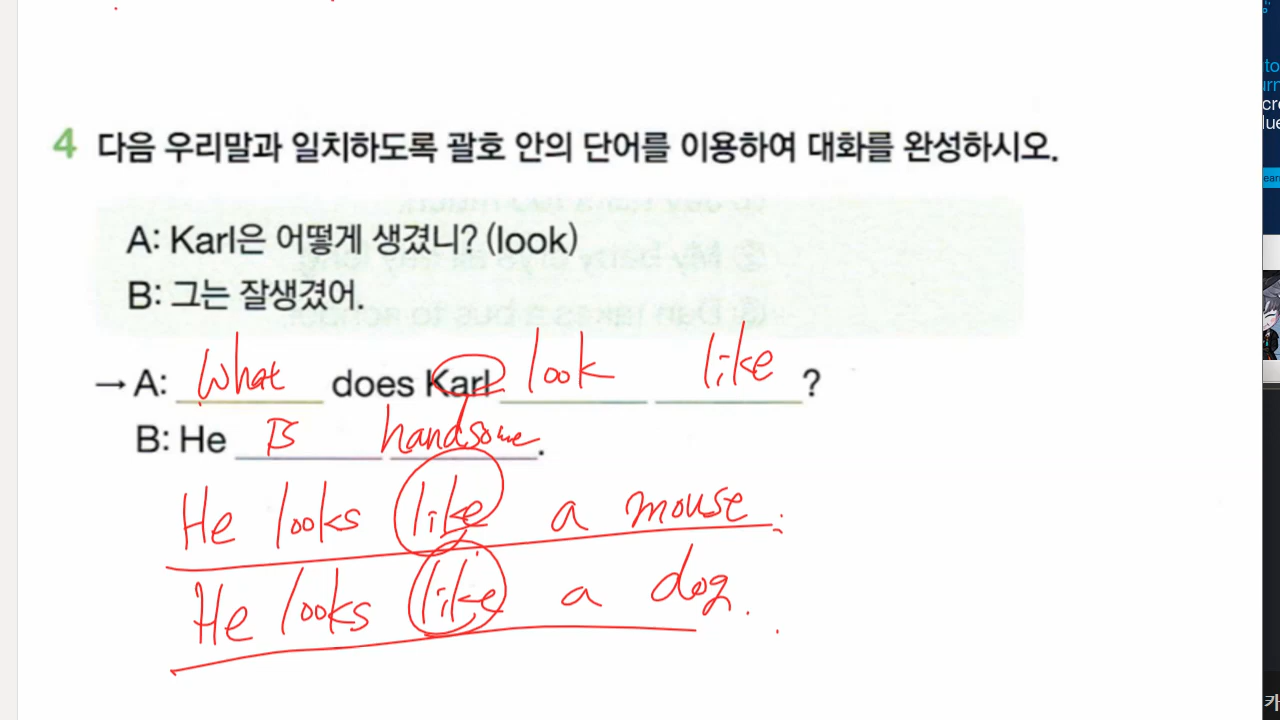 4 다음 우리말과 일치하도록 괄호 안의 단어를 이용하여 대화를 완성하시오.
A: Karl은 어떻게 생겼니? (look)
B: 그는 잘생겼어.
→ A: What does Karl look like ?
B: He is handsome.
He looks like a mouse.
He looks like a dog.